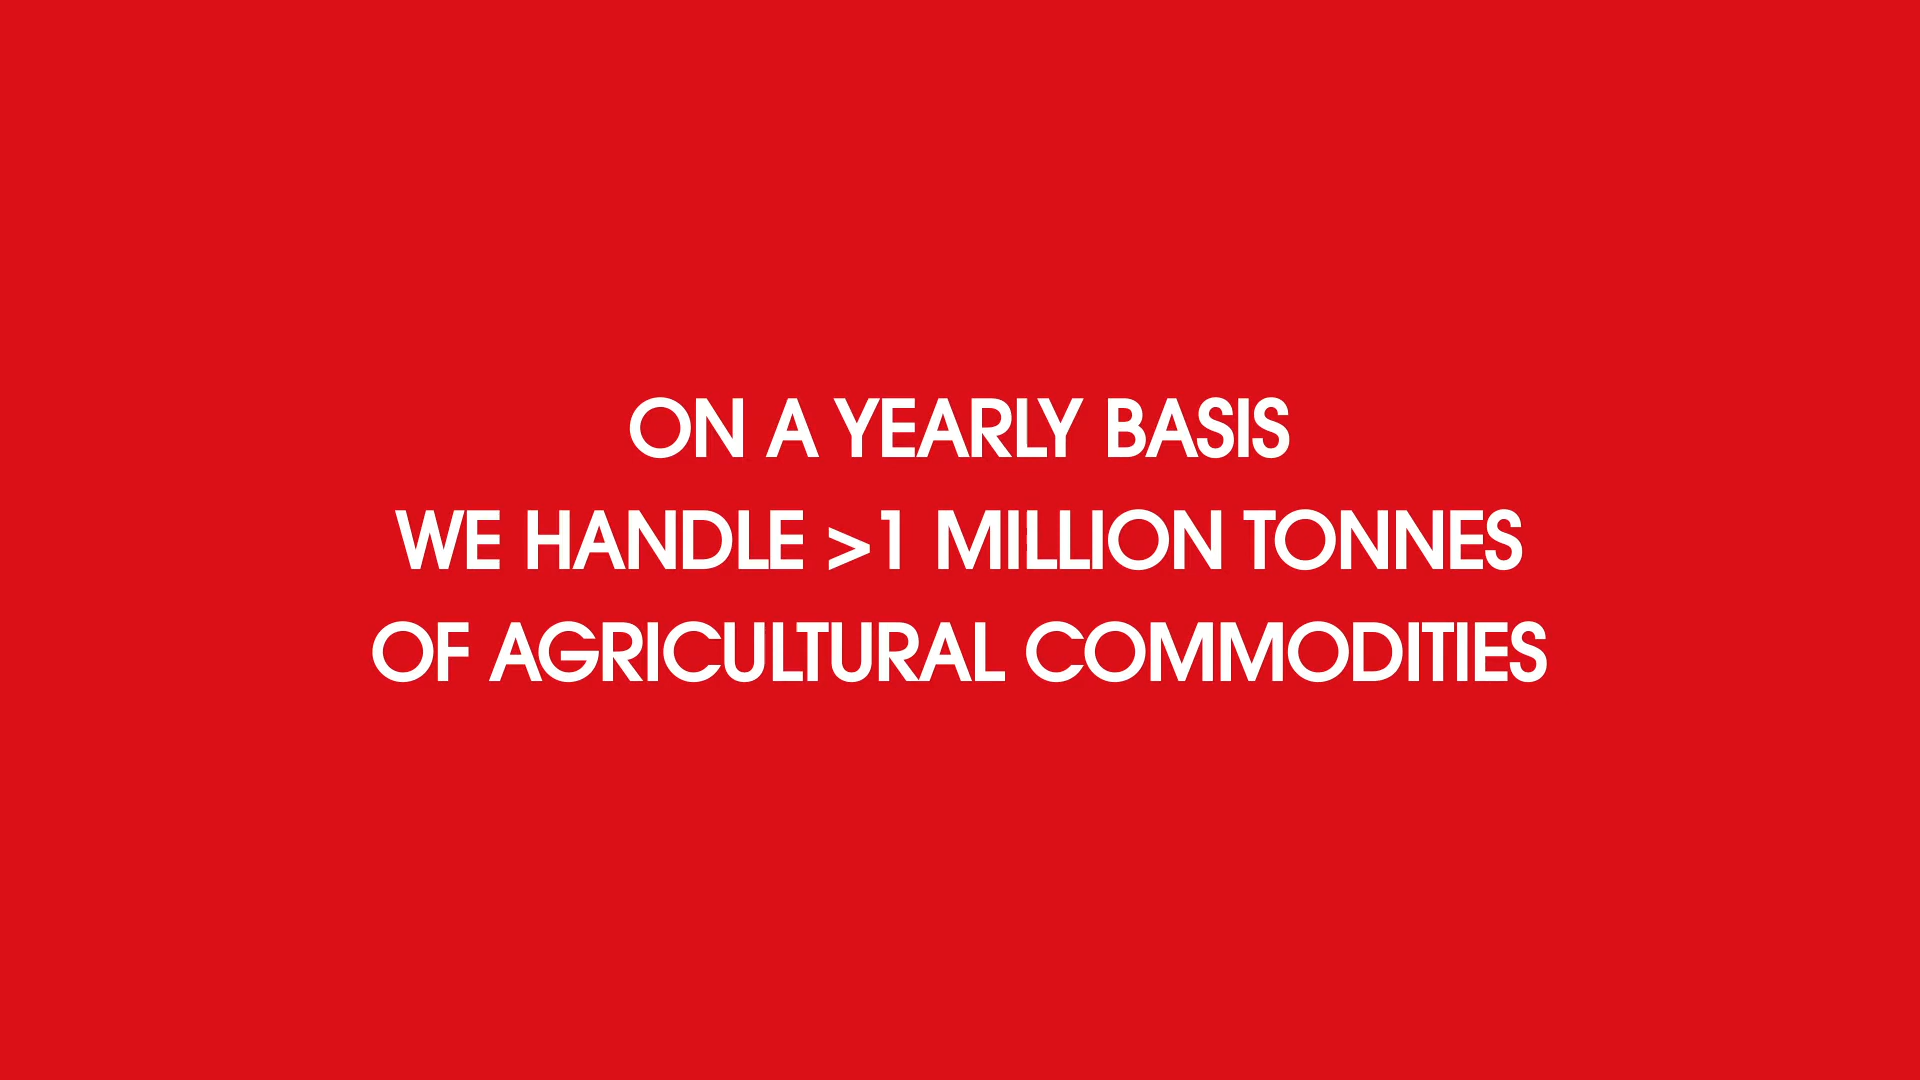 ON A YEARLY BASIS
WE HANDLE >1 MILLION TONNES
OF AGRICULTURAL COMMODITIES